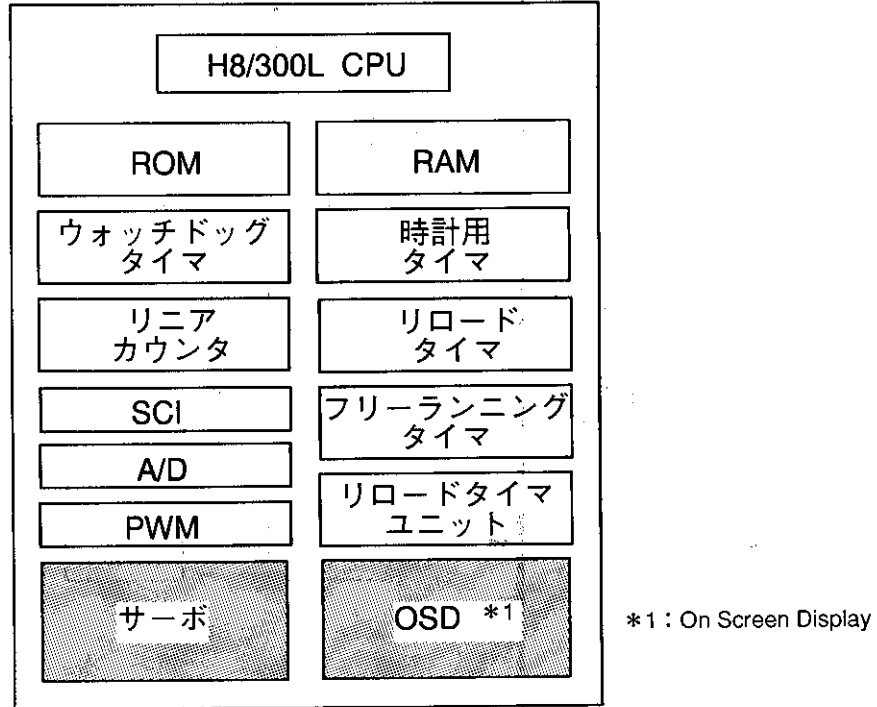 H8/300L CPU
ROM
RAM
ウォッチドッグ
タイマ
時計用
タイマ
リニア
カウンタ
リロード
タイマ
SCI
フリーランニング
タイマ
A/D
リロードタイマ
ユニット
PWM
サーボ
OSD *1
*1：On Screen Display